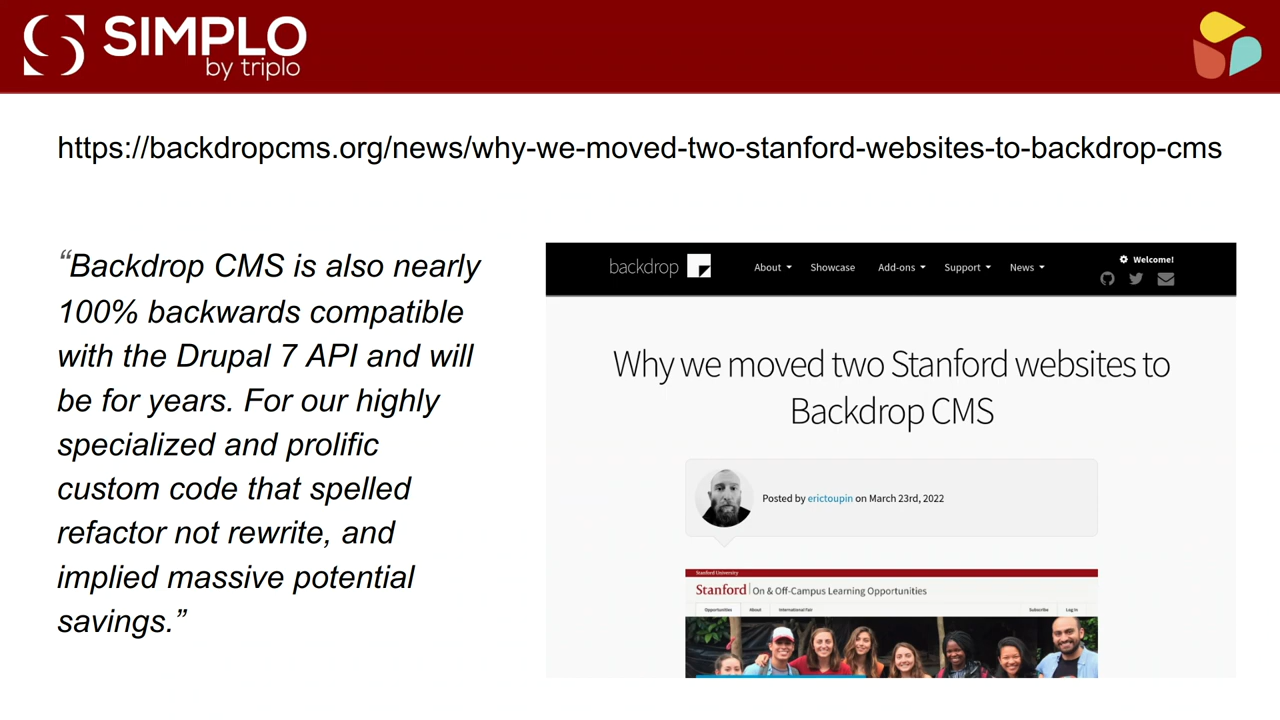 SIMPLO
by triplo
https://backdropcms.org/news/why-we-moved-two-stanford-websites-to-backdrop-cms
“Backdrop CMS is also nearly
100% backwards compatible
with the Drupal 7 API and will
be for years. For our highly
specialized and prolific
custom code that spelled
refactor not rewrite, and
implied massive potential
savings.”
backdrop
About Showcase Add-ons Support News
Welcome!
Why we moved two Stanford websites to
Backdrop CMS
Posted by erictoupin on March 23rd, 2022
Stanford University
Stanford On & Off-Campus Learning Opportunities
Opportunities About International Fair Subscribe Log In